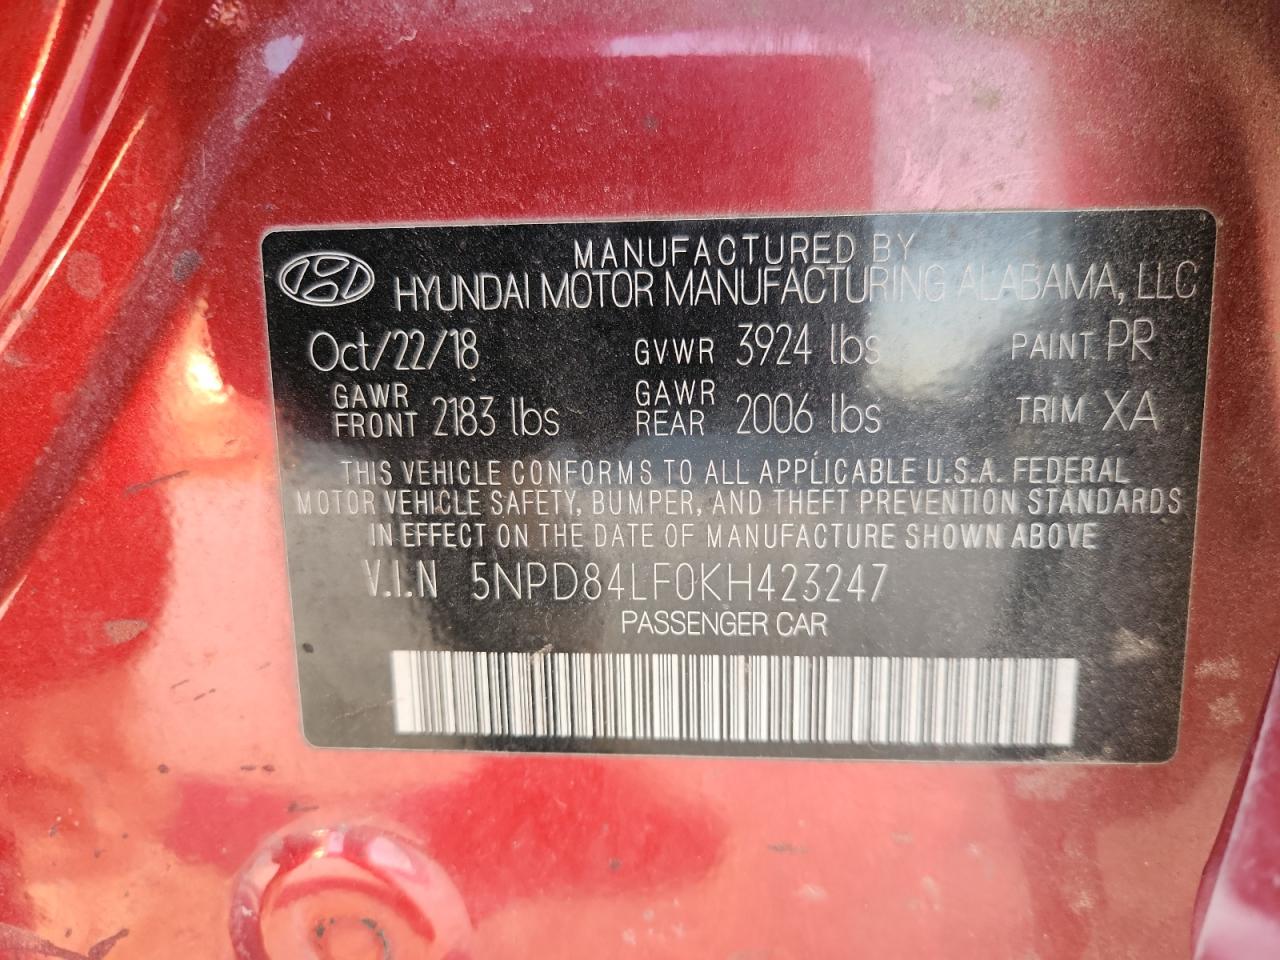 MANUFACTURED BY
HYUNDAI MOTOR MANUFACTURING ALABAMA, LLC
Oct/22/18 GVWR 3924 lbs PAINT PR
GAWR FRONT 2183 lbs GAWR REAR 2006 lbs TRIM XA
THIS VEHICLE CONFORMS TO ALL APPLICABLE U.S.A. FEDERAL
MOTOR VEHICLE SAFETY, BUMPER, AND THEFT PREVENTION STANDARDS
IN EFFECT ON THE DATE OF MANUFACTURE SHOWN ABOVE
V.I.N 5NPD84LF0KH423247
PASSENGER CAR